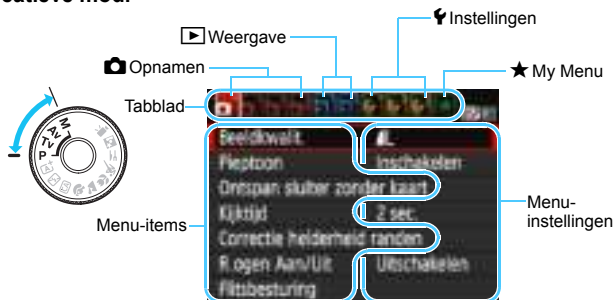 Instellingen
Weergave
Opnamen
My Menu
Tabblad
Beeldkwalit. L
Pieptoon Inschakelen
Ontspan sluiter zonder kaart
Kijktijd 2 sec.
Correctie helderheid randen
R.ogen Aan/Uit Uitschakelen
Flitsbesturing
Menu-items
Menu-
instellingen
M
Av
Tv
P